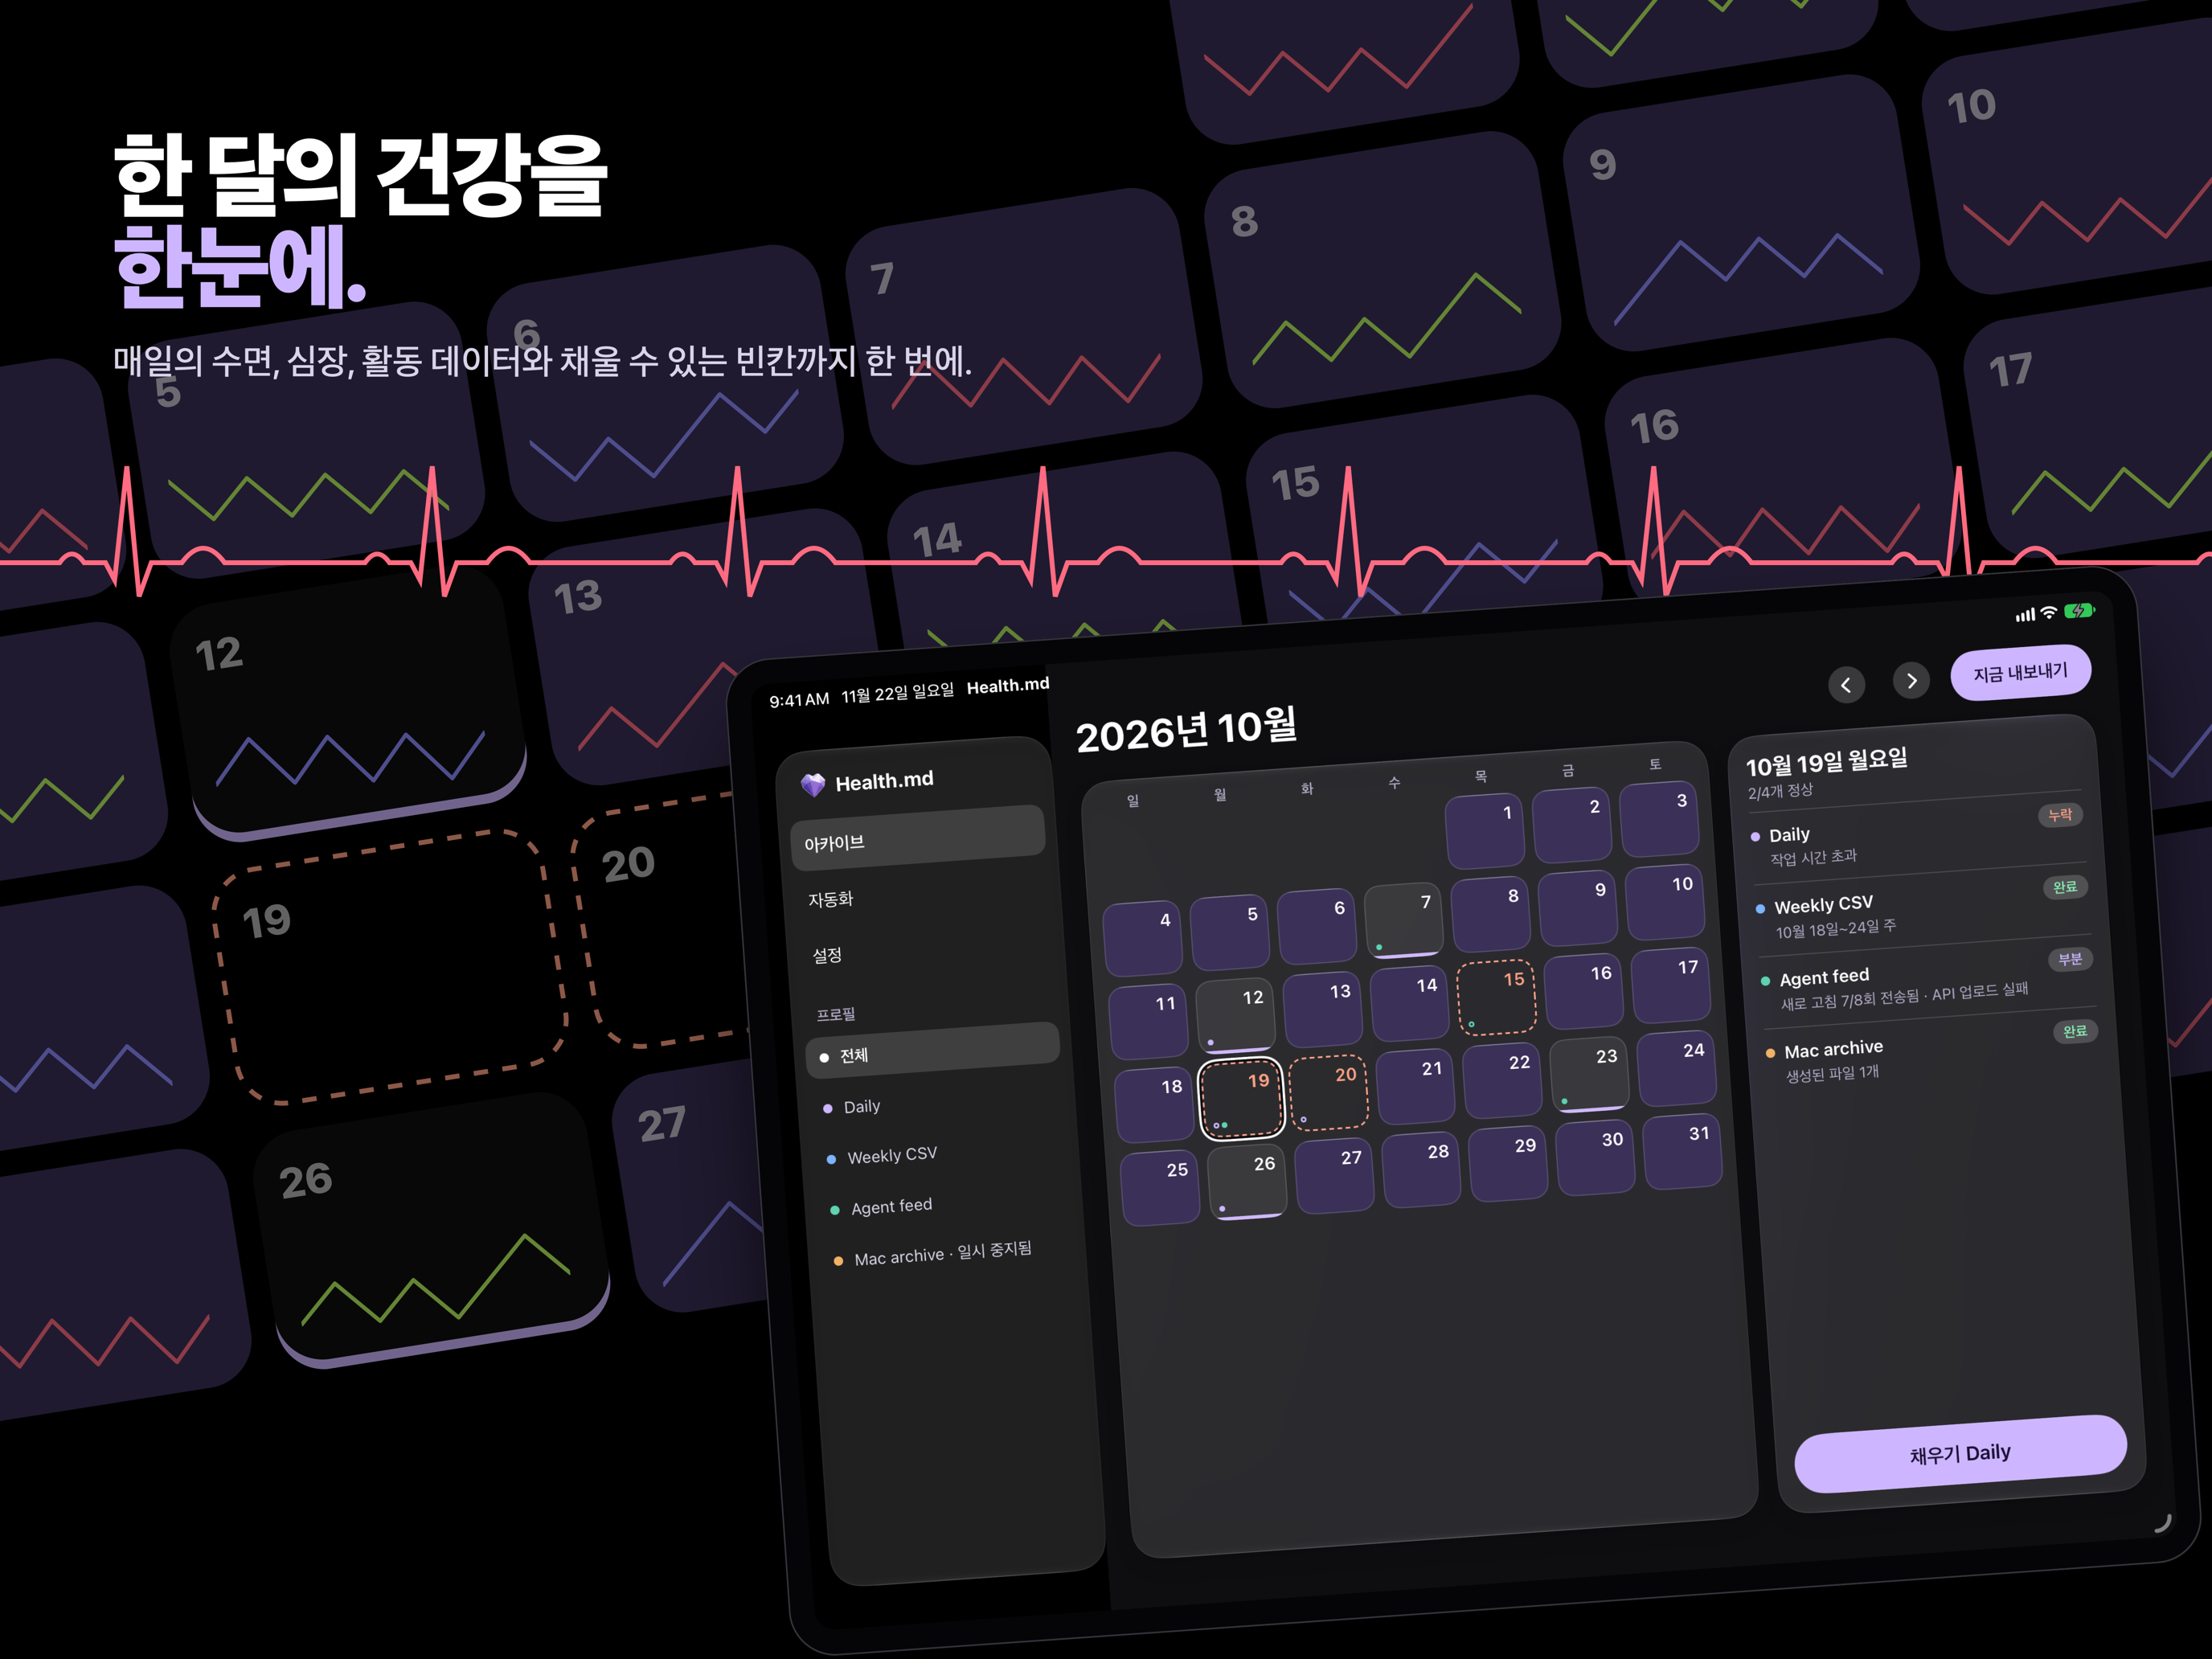 한 달의 건강을
한눈에.
매일의 수면, 심장, 활동 데이터와 채울 수 있는 빈칸까지 한 번에.
5
6
7
8
9
10
12
13
14
15
16
17
19
20
26
27
9:41 AM 11월 22일 일요일 Health.md
Health.md
아카이브
자동화
설정
프로필
전체
Daily
Weekly CSV
Agent feed
Mac archive · 일시 중지됨
2026년 10월
지금 내보내기
일 월 화 수 목 금 토
1 2 3
4 5 6 7 8 9 10
11 12 13 14 15 16 17
18 19 20 21 22 23 24
25 26 27 28 29 30 31
10월 19일 월요일
2/4개 정상
Daily 누락
작업 시간 초과
Weekly CSV 완료
10월 18일~24일 주
Agent feed 부분
새로 고침 7/8회 전송됨 · API 업로드 실패
Mac archive 완료
생성된 파일 1개
채우기 Daily